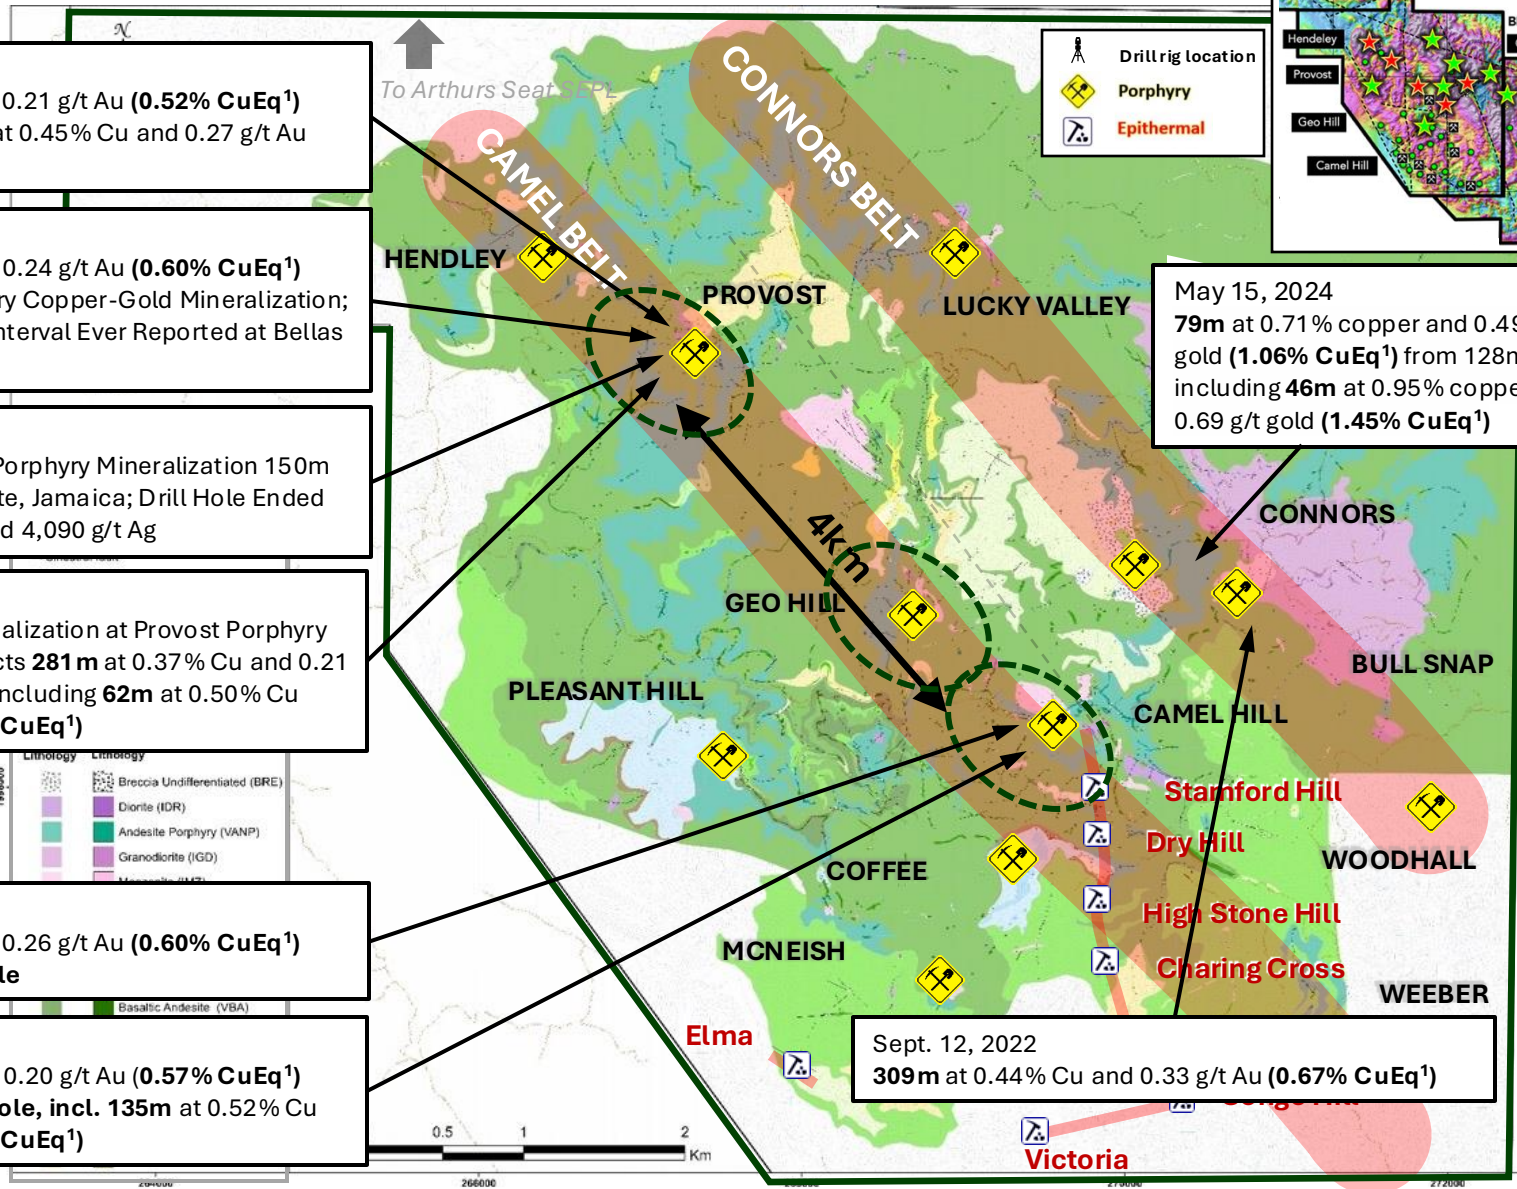 N
To Arthurs Seat SEPL
Drill rig location
Porphyry
Epithermal
Hendeley
Provost
Geo Hill
Camel Hill
0.21 g/t Au (0.52% CuEq¹)
at 0.45% Cu and 0.27 g/t Au
0.24 g/t Au (0.60% CuEq¹)
ry Copper-Gold Mineralization;
nterval Ever Reported at Bellas
Porphyry Mineralization 150m
te, Jamaica; Drill Hole Ended
d 4,090 g/t Ag
alization at Provost Porphyry
cts 281m at 0.37% Cu and 0.21
including 62m at 0.50% Cu
CuEq¹)
Lithology Lithology
Breccia Undifferentiated (BRE)
Diorite (IDR)
Andesite Porphyry (VANP)
Granodiorite (IGD)
0.26 g/t Au (0.60% CuEq¹)
le
Basaltic Andesite (VBA)
0.20 g/t Au (0.57% CuEq¹)
ole, incl. 135m at 0.52% Cu
CuEq¹)
CAMEL BELT
CONNORS BELT
HENDLEY
PROVOST
LUCKY VALLEY
May 15, 2024
79m at 0.71% copper and 0.49
gold (1.06% CuEq¹) from 128m
including 46m at 0.95% coppe
0.69 g/t gold (1.45% CuEq¹)
4km
CONNORS
GEO HILL
BULL SNAP
PLEASANT HILL
CAMEL HILL
Stamford Hill
Dry Hill
WOODHALL
COFFEE
High Stone Hill
MCNEISH
Charing Cross
WEEBER
Elma
Sept. 12, 2022
309m at 0.44% Cu and 0.33 g/t Au (0.67% CuEq¹)
Victoria
0.5 1 2
Km
264000 266000 272000